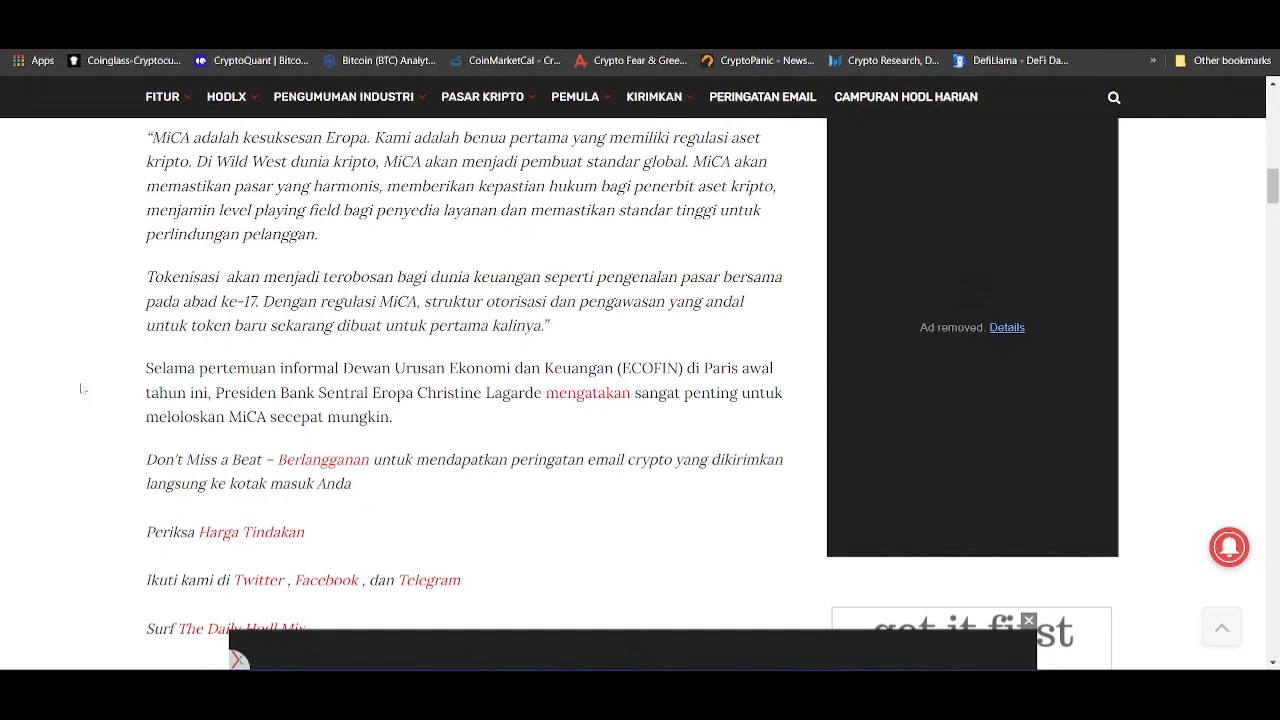 Apps Coinglass-Cryptocu... CryptoQuant | Bitco... Bitcoin (BTC) Analyt... CoinMarketCal - Cr... Crypto Fear & Gree... CryptoPanic - News... Crypto Research, D... DefiLlama - DeFi Da... » Other bookmarks
FITUR HODLX PENGUMUMAN INDUSTRI PASAR KRIPTO PEMULA KIRIMKAN PERINGATAN EMAIL CAMPURAN HODL HARIAN
“MiCA adalah kesuksesan Eropa. Kami adalah benua pertama yang memiliki regulasi aset
kripto. Di Wild West dunia kripto, MiCA akan menjadi pembuat standar global. MiCA akan
memastikan pasar yang harmonis, memberikan kepastian hukum bagi penerbit aset kripto,
menjamin level playing field bagi penyedia layanan dan memastikan standar tinggi untuk
perlindungan pelanggan.
Tokenisasi akan menjadi terobosan bagi dunia keuangan seperti pengenalan pasar bersama
pada abad ke-17. Dengan regulasi MiCA, struktur otorisasi dan pengawasan yang andal
untuk token baru sekarang dibuat untuk pertama kalinya.”
Selama pertemuan informal Dewan Urusan Ekonomi dan Keuangan (ECOFIN) di Paris awal
tahun ini, Presiden Bank Sentral Eropa Christine Lagarde mengatakan sangat penting untuk
meloloskan MiCA secepat mungkin.
Don't Miss a Beat – Berlangganan untuk mendapatkan peringatan email crypto yang dikirimkan
langsung ke kotak masuk Anda
Periksa Harga Tindakan
Ikuti kami di Twitter , Facebook , dan Telegram
Surf The Daily Hodl Mix
Ad removed. Details
get it first